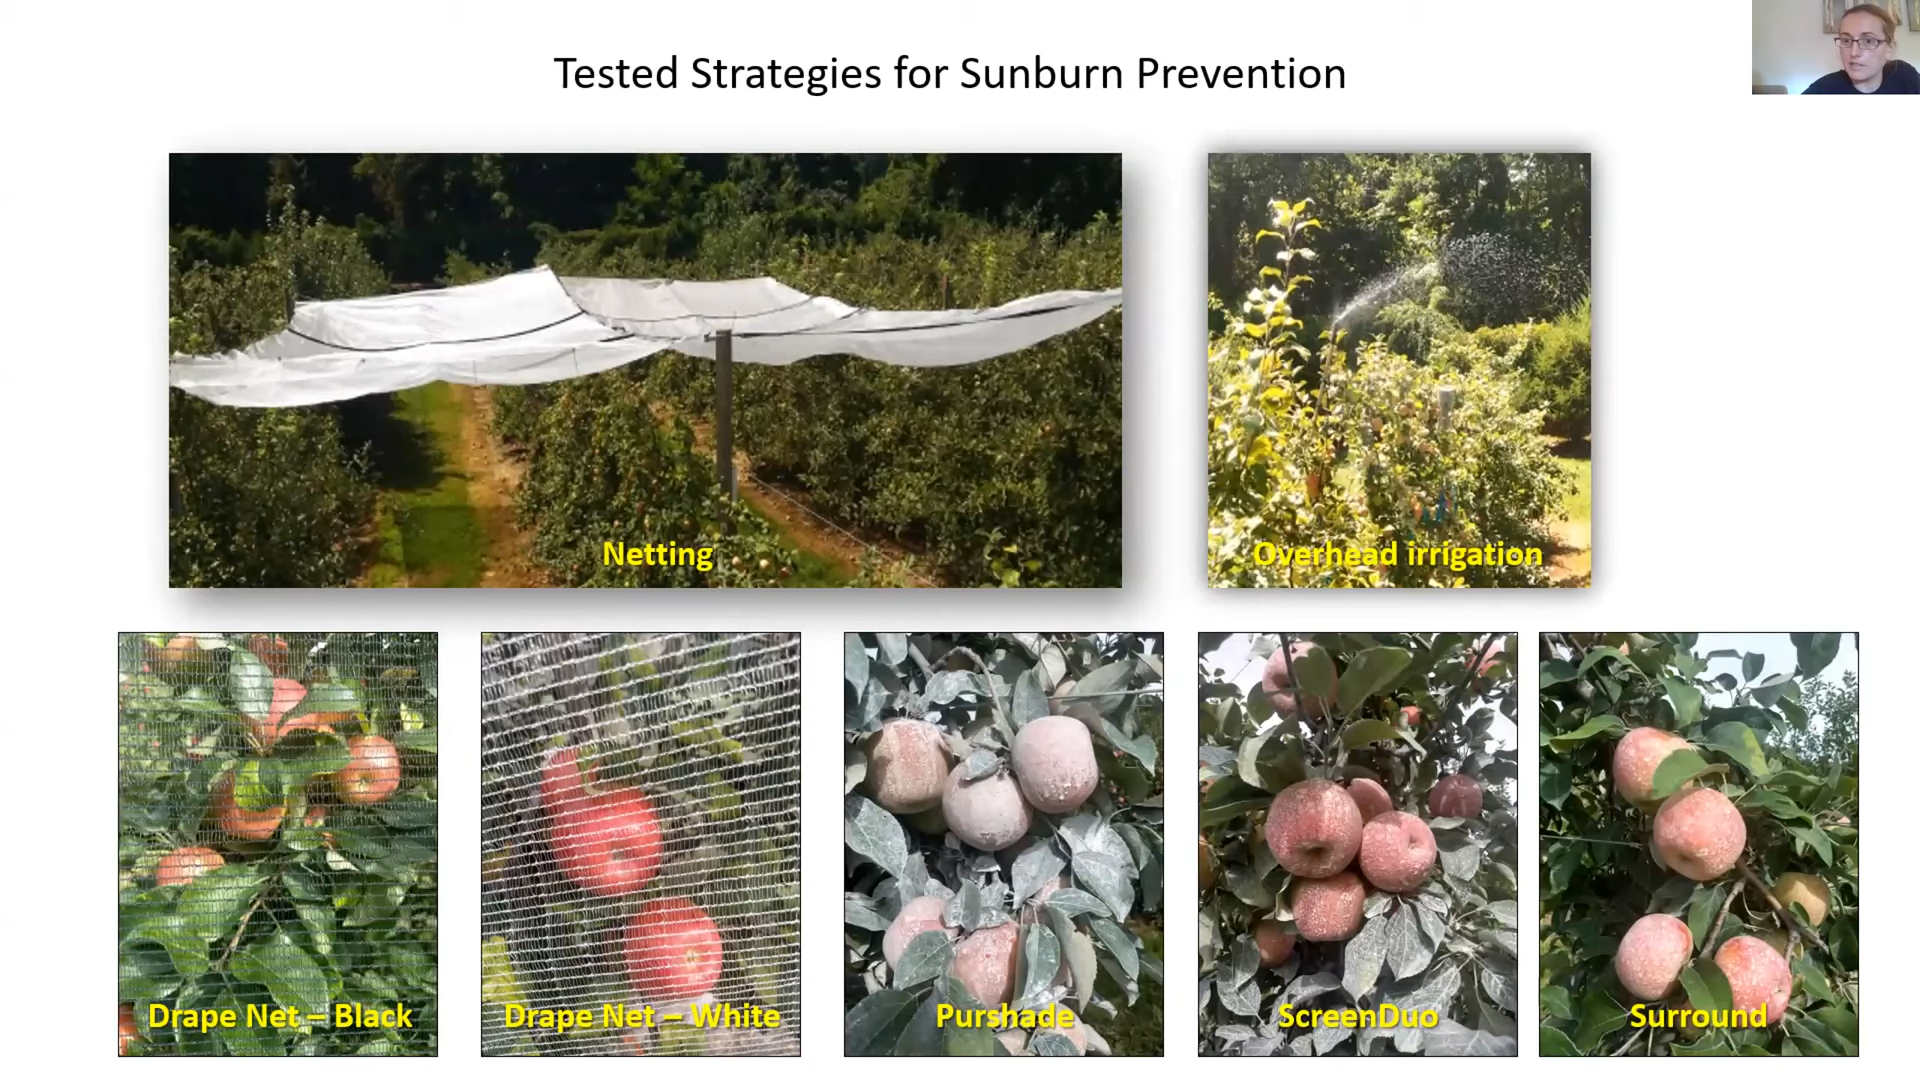 Tested Strategies for Sunburn Prevention
Netting
Overhead irrigation
Drape Net – Black
Drape Net – White
Purshade
ScreenDuo
Surround